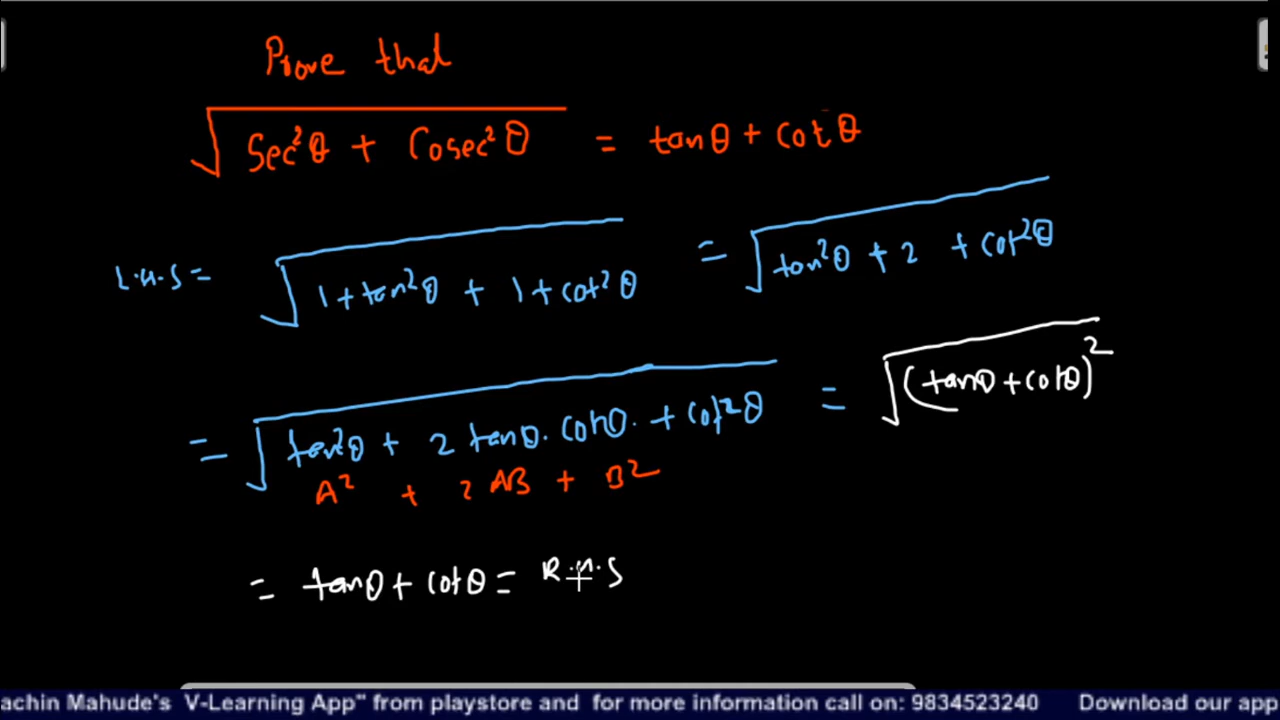 Prove that
√(Sec²θ + Cosec²θ) = tanθ + Cotθ
L.H.S = √(1 + tan²θ + 1 + cot²θ) = √(tan²θ + 2 + cot²θ)
= √(tan²θ + 2 tanθ. Cotθ. + Cot²θ) = √(tanθ + Cotθ)²
A² + 2 AB + B²
= tanθ + Cotθ = R.H.S
achin Mahude's V-Learning App" from playstore and for more information call on: 9834523240 Download our app